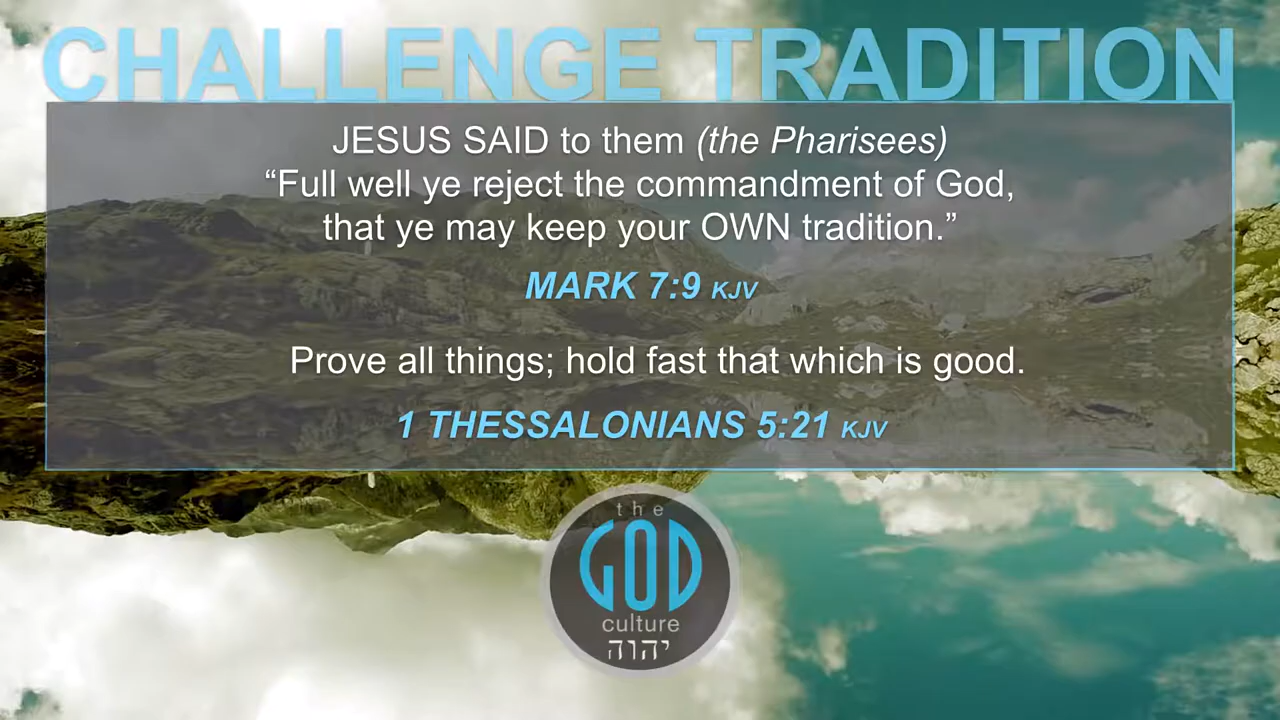 CHALLENGE TRADITION
JESUS SAID to them (the Pharisees)
“Full well ye reject the commandment of God,
that ye may keep your OWN tradition.”
MARK 7:9 KJV
Prove all things; hold fast that which is good.
1 THESSALONIANS 5:21 KJV
the
GOD
culture
יהוה